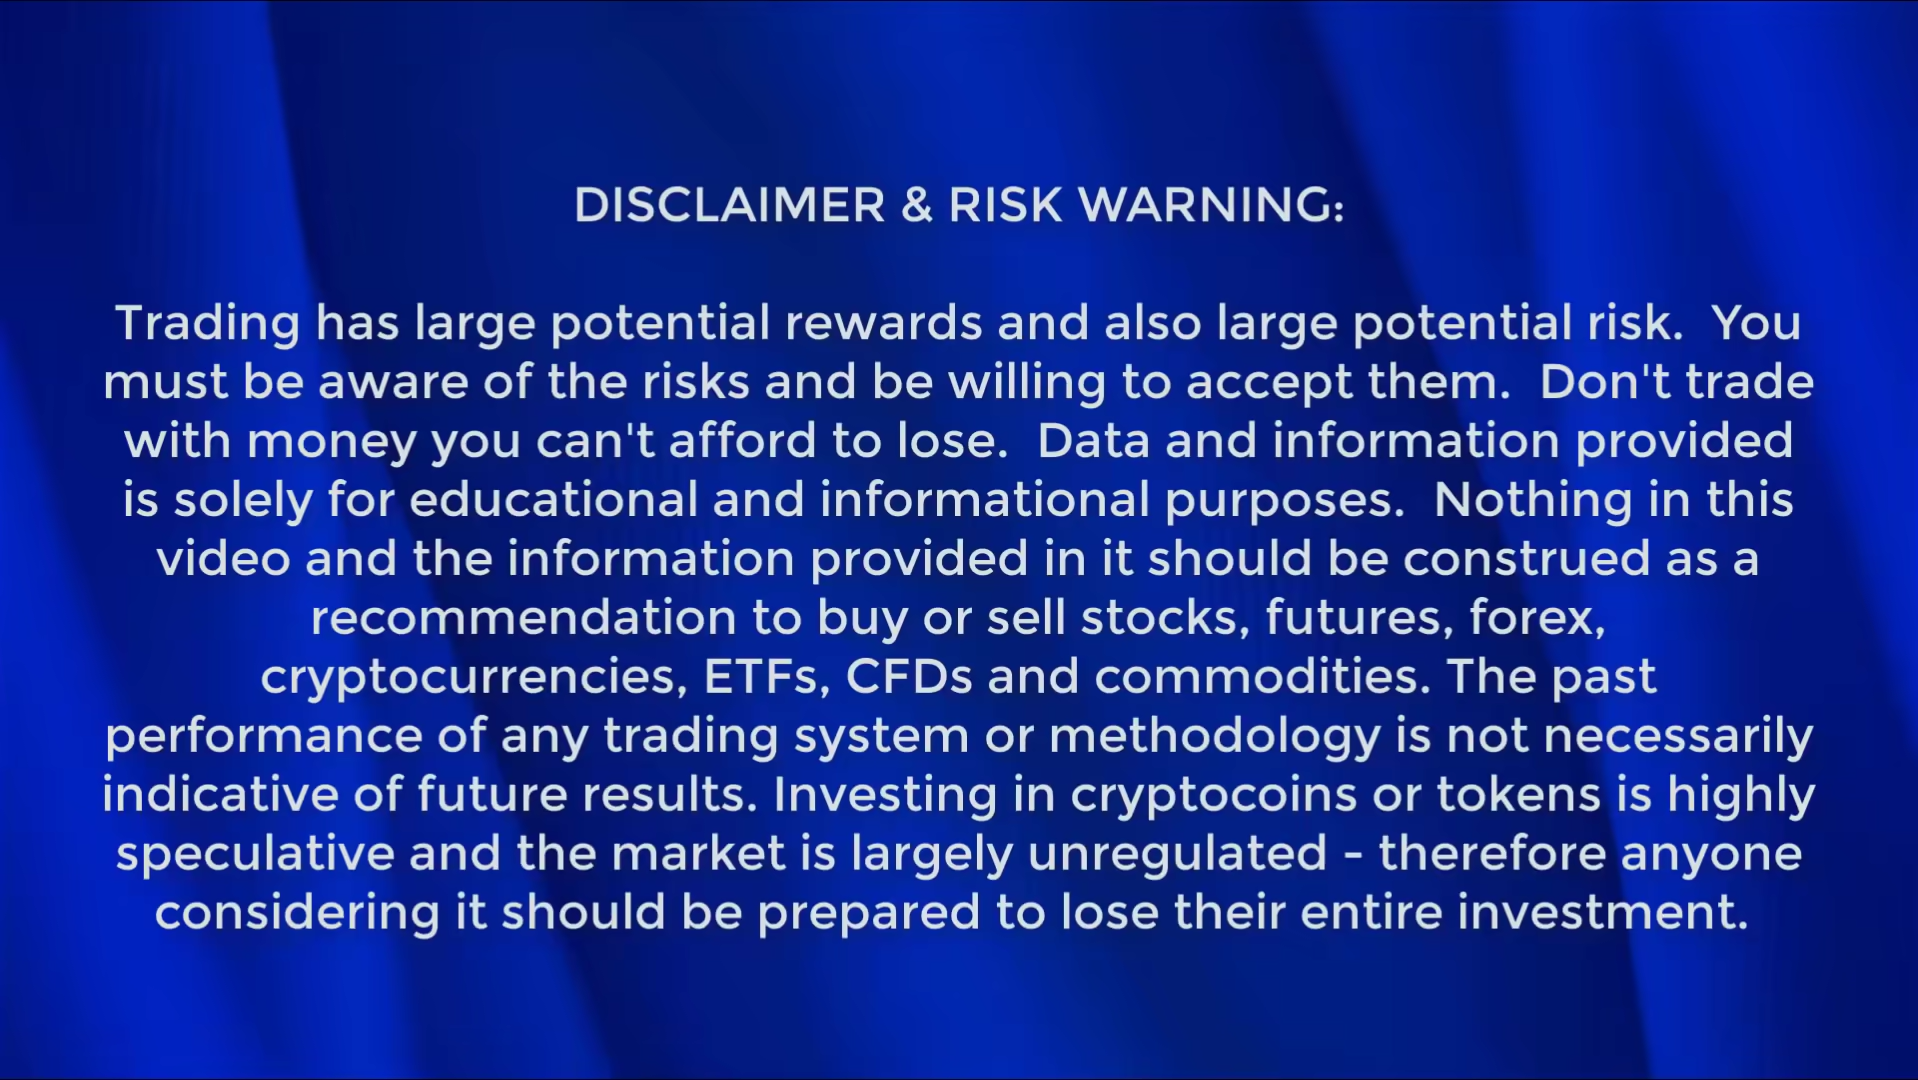 DISCLAIMER & RISK WARNING:
Trading has large potential rewards and also large potential risk.  You
must be aware of the risks and be willing to accept them.  Don't trade
with money you can't afford to lose.  Data and information provided
is solely for educational and informational purposes.  Nothing in this
video and the information provided in it should be construed as a
recommendation to buy or sell stocks, futures, forex,
cryptocurrencies, ETFs, CFDs and commodities. The past
performance of any trading system or methodology is not necessarily
indicative of future results. Investing in cryptocoins or tokens is highly
speculative and the market is largely unregulated - therefore anyone
considering it should be prepared to lose their entire investment.